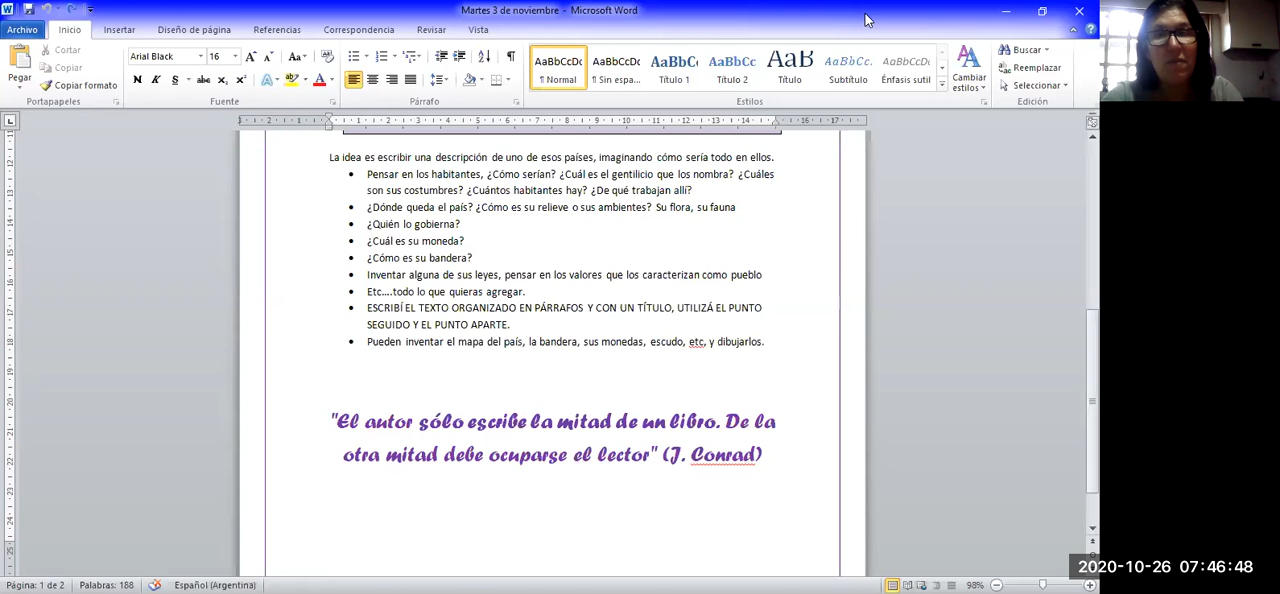 Martes 3 de noviembre - Microsoft Word
Archivo Inicio Insertar Diseño de página Referencias Correspondencia Revisar Vista
Pegar
Cortar
Copiar
Copiar formato
Portapapeles
Arial Black 16
Fuente
Párrafo
AaBbCcDc AaBbCcDc AaBbC AaBbCc AaB AaBbCc. AaBbCcDc
¶ Normal ¶ Sin espa... Título 1 Título 2 Título Subtítulo Énfasis sutil
Cambiar estilos
Estilos
Buscar
Reemplazar
Seleccionar
Edición
La idea es escribir una descripción de uno de esos países, imaginando cómo sería todo en ellos.
• Pensar en los habitantes, ¿Cómo serían? ¿Cuál es el gentilicio que los nombra? ¿Cuáles
son sus costumbres? ¿Cuántos habitantes hay? ¿De qué trabajan allí?
• ¿Dónde queda el país? ¿Cómo es su relieve o sus ambientes? Su flora, su fauna
• ¿Quién lo gobierna?
• ¿Cuál es su moneda?
• ¿Cómo es su bandera?
• Inventar alguna de sus leyes, pensar en los valores que los caracterizan como pueblo
• Etc....todo lo que quieras agregar.
• ESCRIBÍ EL TEXTO ORGANIZADO EN PÁRRAFOS Y CON UN TÍTULO, UTILIZÁ EL PUNTO
SEGUIDO Y EL PUNTO APARTE.
• Pueden inventar el mapa del país, la bandera, sus monedas, escudo, etc, y dibujarlos.
"El autor sólo escribe la mitad de un libro. De la
otra mitad debe ocuparse el lector" (J. Conrad)
2020-10-26 07:46:48
Página: 1 de 2 Palabras: 188 Español (Argentina) 98%